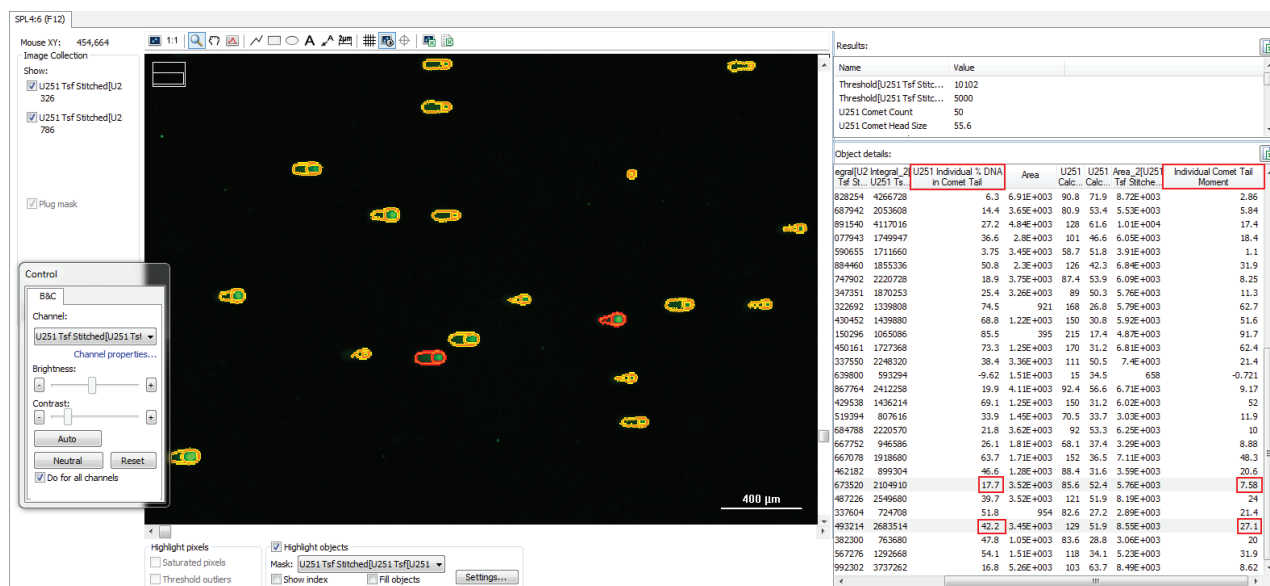 SPL4:6 (F12)
Mouse XY: 454,664
Image Collection
Show:
U251 Tsf Stitched[U2
326
U251 Tsf Stitched[U2
786
Plug mask
Control
B&C
Channel:
U251 Tsf Stitched[U251 Tsf
Channel properties...
Brightness:
- +
Contrast:
- +
Auto
Neutral Reset
Do for all channels
1:1 A 2µm
400 µm
Highlight pixels
Saturated pixels
Threshold outliers
Highlight objects
Mask: U251 Tsf Stitched[U251 Tsf[U251
Show index Fill objects Settings...
Results:
Name Value
Threshold[U251 Tsf Stitc... 10102
Threshold[U251 Tsf Stitc... 5000
U251 Comet Count 50
U251 Comet Head Size 55.6
Object details:
egral[U2 Integral_2[ U251 Individual % DNA Area U251 U251 Area_2[U251 Individual Comet Tail
Tsf St... U251 Ts... in Comet Tail Calc... Calc... Tsf Stitche... Moment
828254 4266728 6.3 6.91E+003 90.8 71.9 8.72E+003 2.86
687942 2053608 14.4 3.65E+003 80.9 53.4 5.53E+003 5.84
891540 4117016 27.2 4.84E+003 128 61.6 1.01E+004 17.4
077943 1749947 36.6 2.8E+003 101 46.6 6.05E+003 18.4
590655 1711660 3.75 3.45E+003 58.7 51.8 3.91E+003 1.1
884460 1855336 50.8 2.3E+003 126 42.3 6.84E+003 31.9
747902 2220728 18.9 3.75E+003 87.4 53.9 6.09E+003 8.25
347351 1870253 25.4 3.26E+003 89 50.3 5.76E+003 11.3
322692 1339808 74.5 921 168 26.8 5.79E+003 62.7
430452 1439880 68.8 1.22E+003 150 30.8 5.92E+003 51.6
150296 1065086 85.5 395 215 17.4 4.87E+003 91.7
450161 1727368 73.3 1.25E+003 170 31.2 6.81E+003 62.4
337550 2248320 38.4 3.36E+003 111 50.5 7.4E+003 21.4
639800 593294 -9.62 1.51E+003 15 34.5 658 -0.721
867764 2412258 19.9 4.11E+003 92.4 56.6 6.71E+003 9.17
429538 1436214 69.1 1.25E+003 150 31.2 6.02E+003 52
519394 807616 33.9 1.45E+003 70.5 33.7 3.03E+003 11.9
684788 2220570 21.8 3.62E+003 92 53.3 6.25E+003 10
667752 946586 26.1 1.81E+003 68.1 37.4 3.29E+003 8.88
667078 1918680 63.7 1.71E+003 152 36.5 7.11E+003 48.3
462182 899304 46.6 1.28E+003 88.4 31.6 3.59E+003 20.6
673520 2104910 17.7 3.52E+003 85.6 52.4 5.76E+003 7.58
487226 2549680 39.7 3.52E+003 121 51.9 8.19E+003 24
337604 724708 51.8 954 82.6 27.2 2.89E+003 21.4
493214 2683514 42.2 3.45E+003 129 51.9 8.55E+003 27.1
382300 763680 47.8 1.05E+003 83.6 28.8 3.06E+003 20
567276 1292668 54.1 1.51E+003 118 34.1 5.23E+003 31.9
992302 3737262 16.8 5.26E+003 103 63.7 8.49E+003 8.62